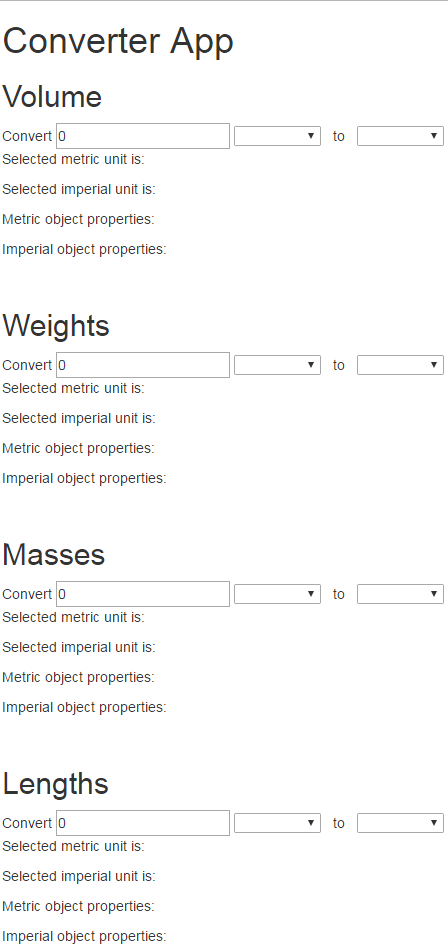 Converter App
Volume
Convert 0 to
Selected metric unit is:
Selected imperial unit is:
Metric object properties:
Imperial object properties:
Weights
Convert 0 to
Selected metric unit is:
Selected imperial unit is:
Metric object properties:
Imperial object properties:
Masses
Convert 0 to
Selected metric unit is:
Selected imperial unit is:
Metric object properties:
Imperial object properties:
Lengths
Convert 0 to
Selected metric unit is:
Selected imperial unit is:
Metric object properties:
Imperial object properties: